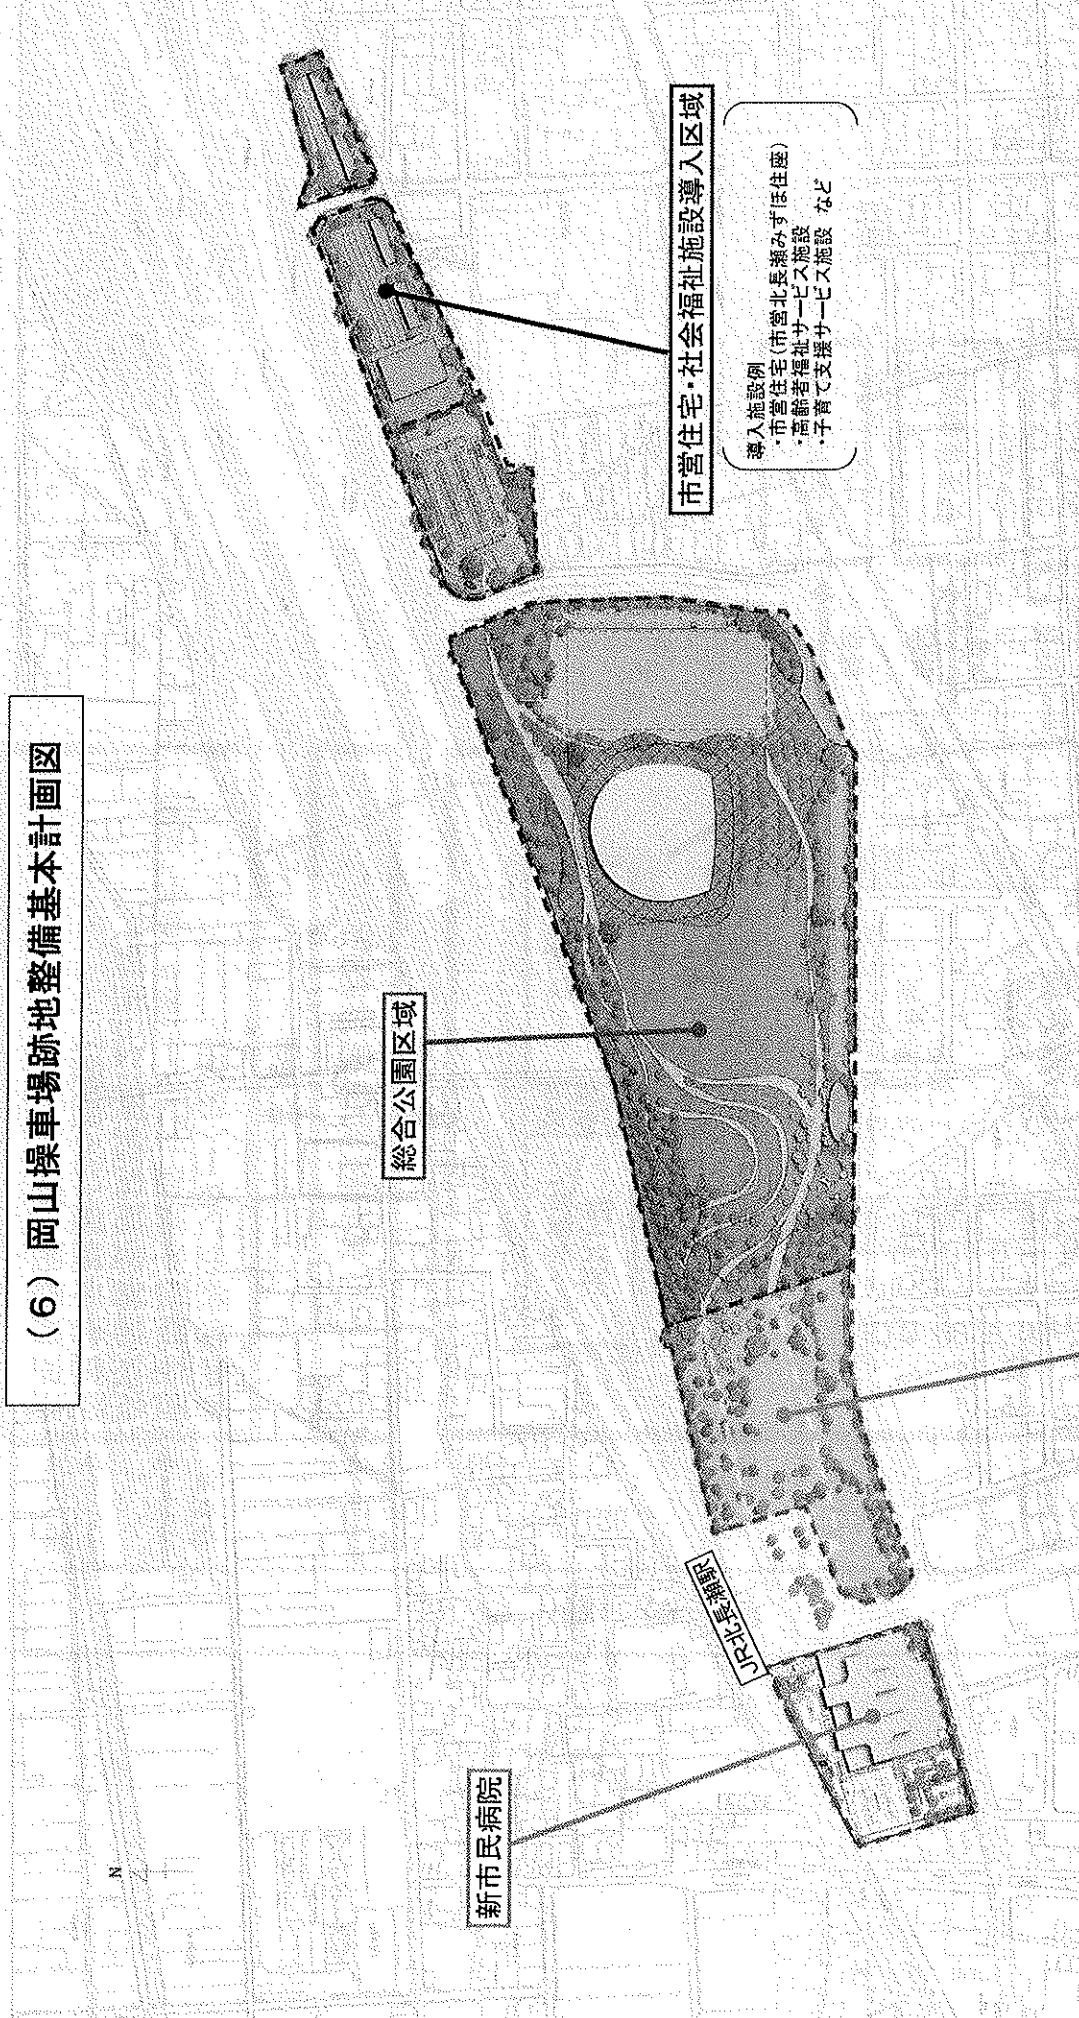 (6) 岡山操車場跡地整備基本計画図
総合公園区域
市営住宅・社会福祉施設導入区域
導入施設例
・市営住宅(市営北長瀬みずほ住座)
・高齢者福祉サービス施設
・子育て支援サービス施設 など
新市民病院
JR北長瀬駅
N